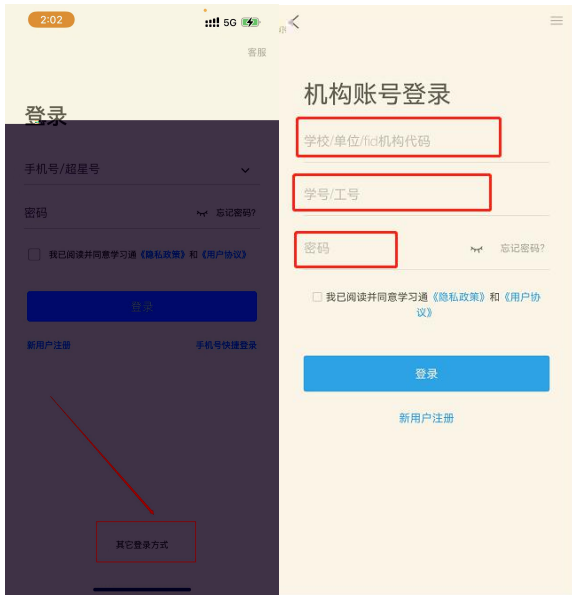 2:02
5G
客服
登录
手机号/超星号
密码
忘记密码?
我已阅读并同意学习通《隐私政策》和《用户协议》
登录
新用户注册
手机号快捷登录
其它登录方式
机构账号登录
学校/单位/fid机构代码
学号/工号
密码
忘记密码?
我已阅读并同意学习通《隐私政策》和《用户协
议》
登录
新用户注册